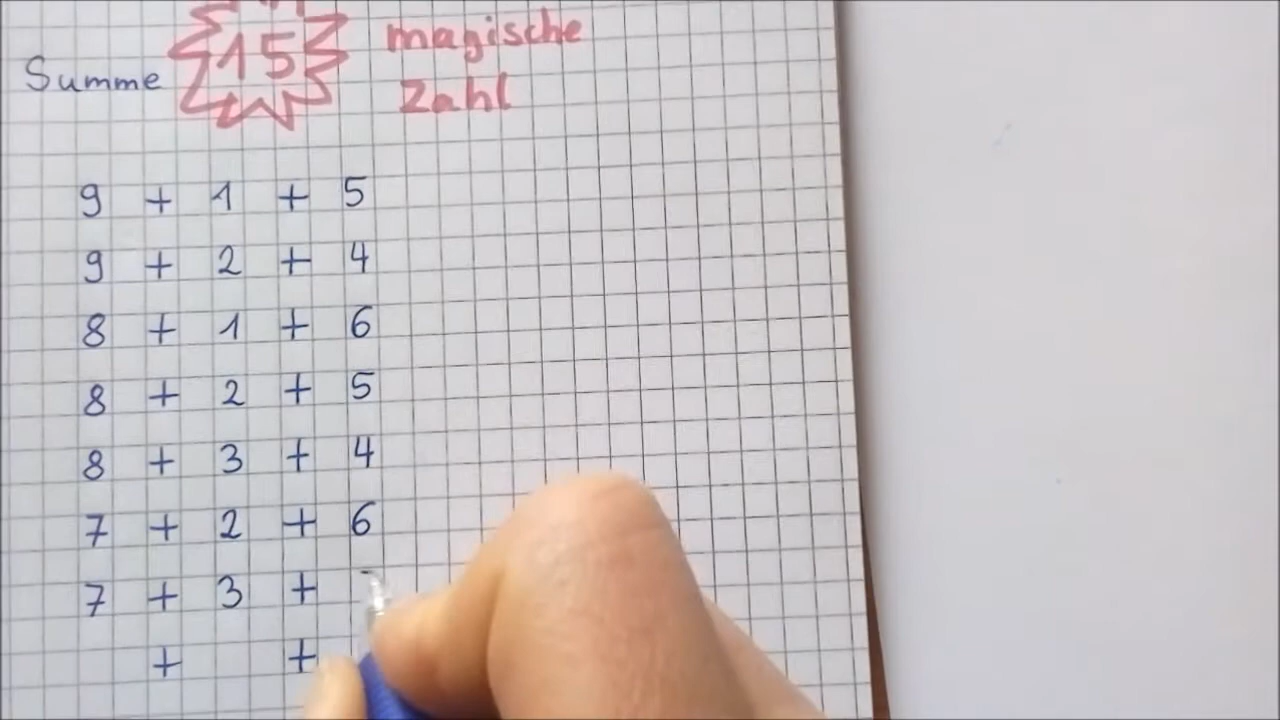 Summe 15 magische
Zahl
9 + 1 + 5
9 + 2 + 4
8 + 1 + 6
8 + 2 + 5
8 + 3 + 4
7 + 2 + 6
7 + 3 +
+ +